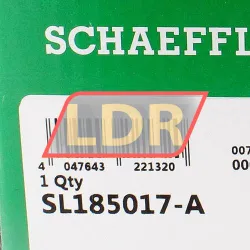 SCHAEFFL
LDR
007
00
4 047643 221320
1 Qty
SL185017-A